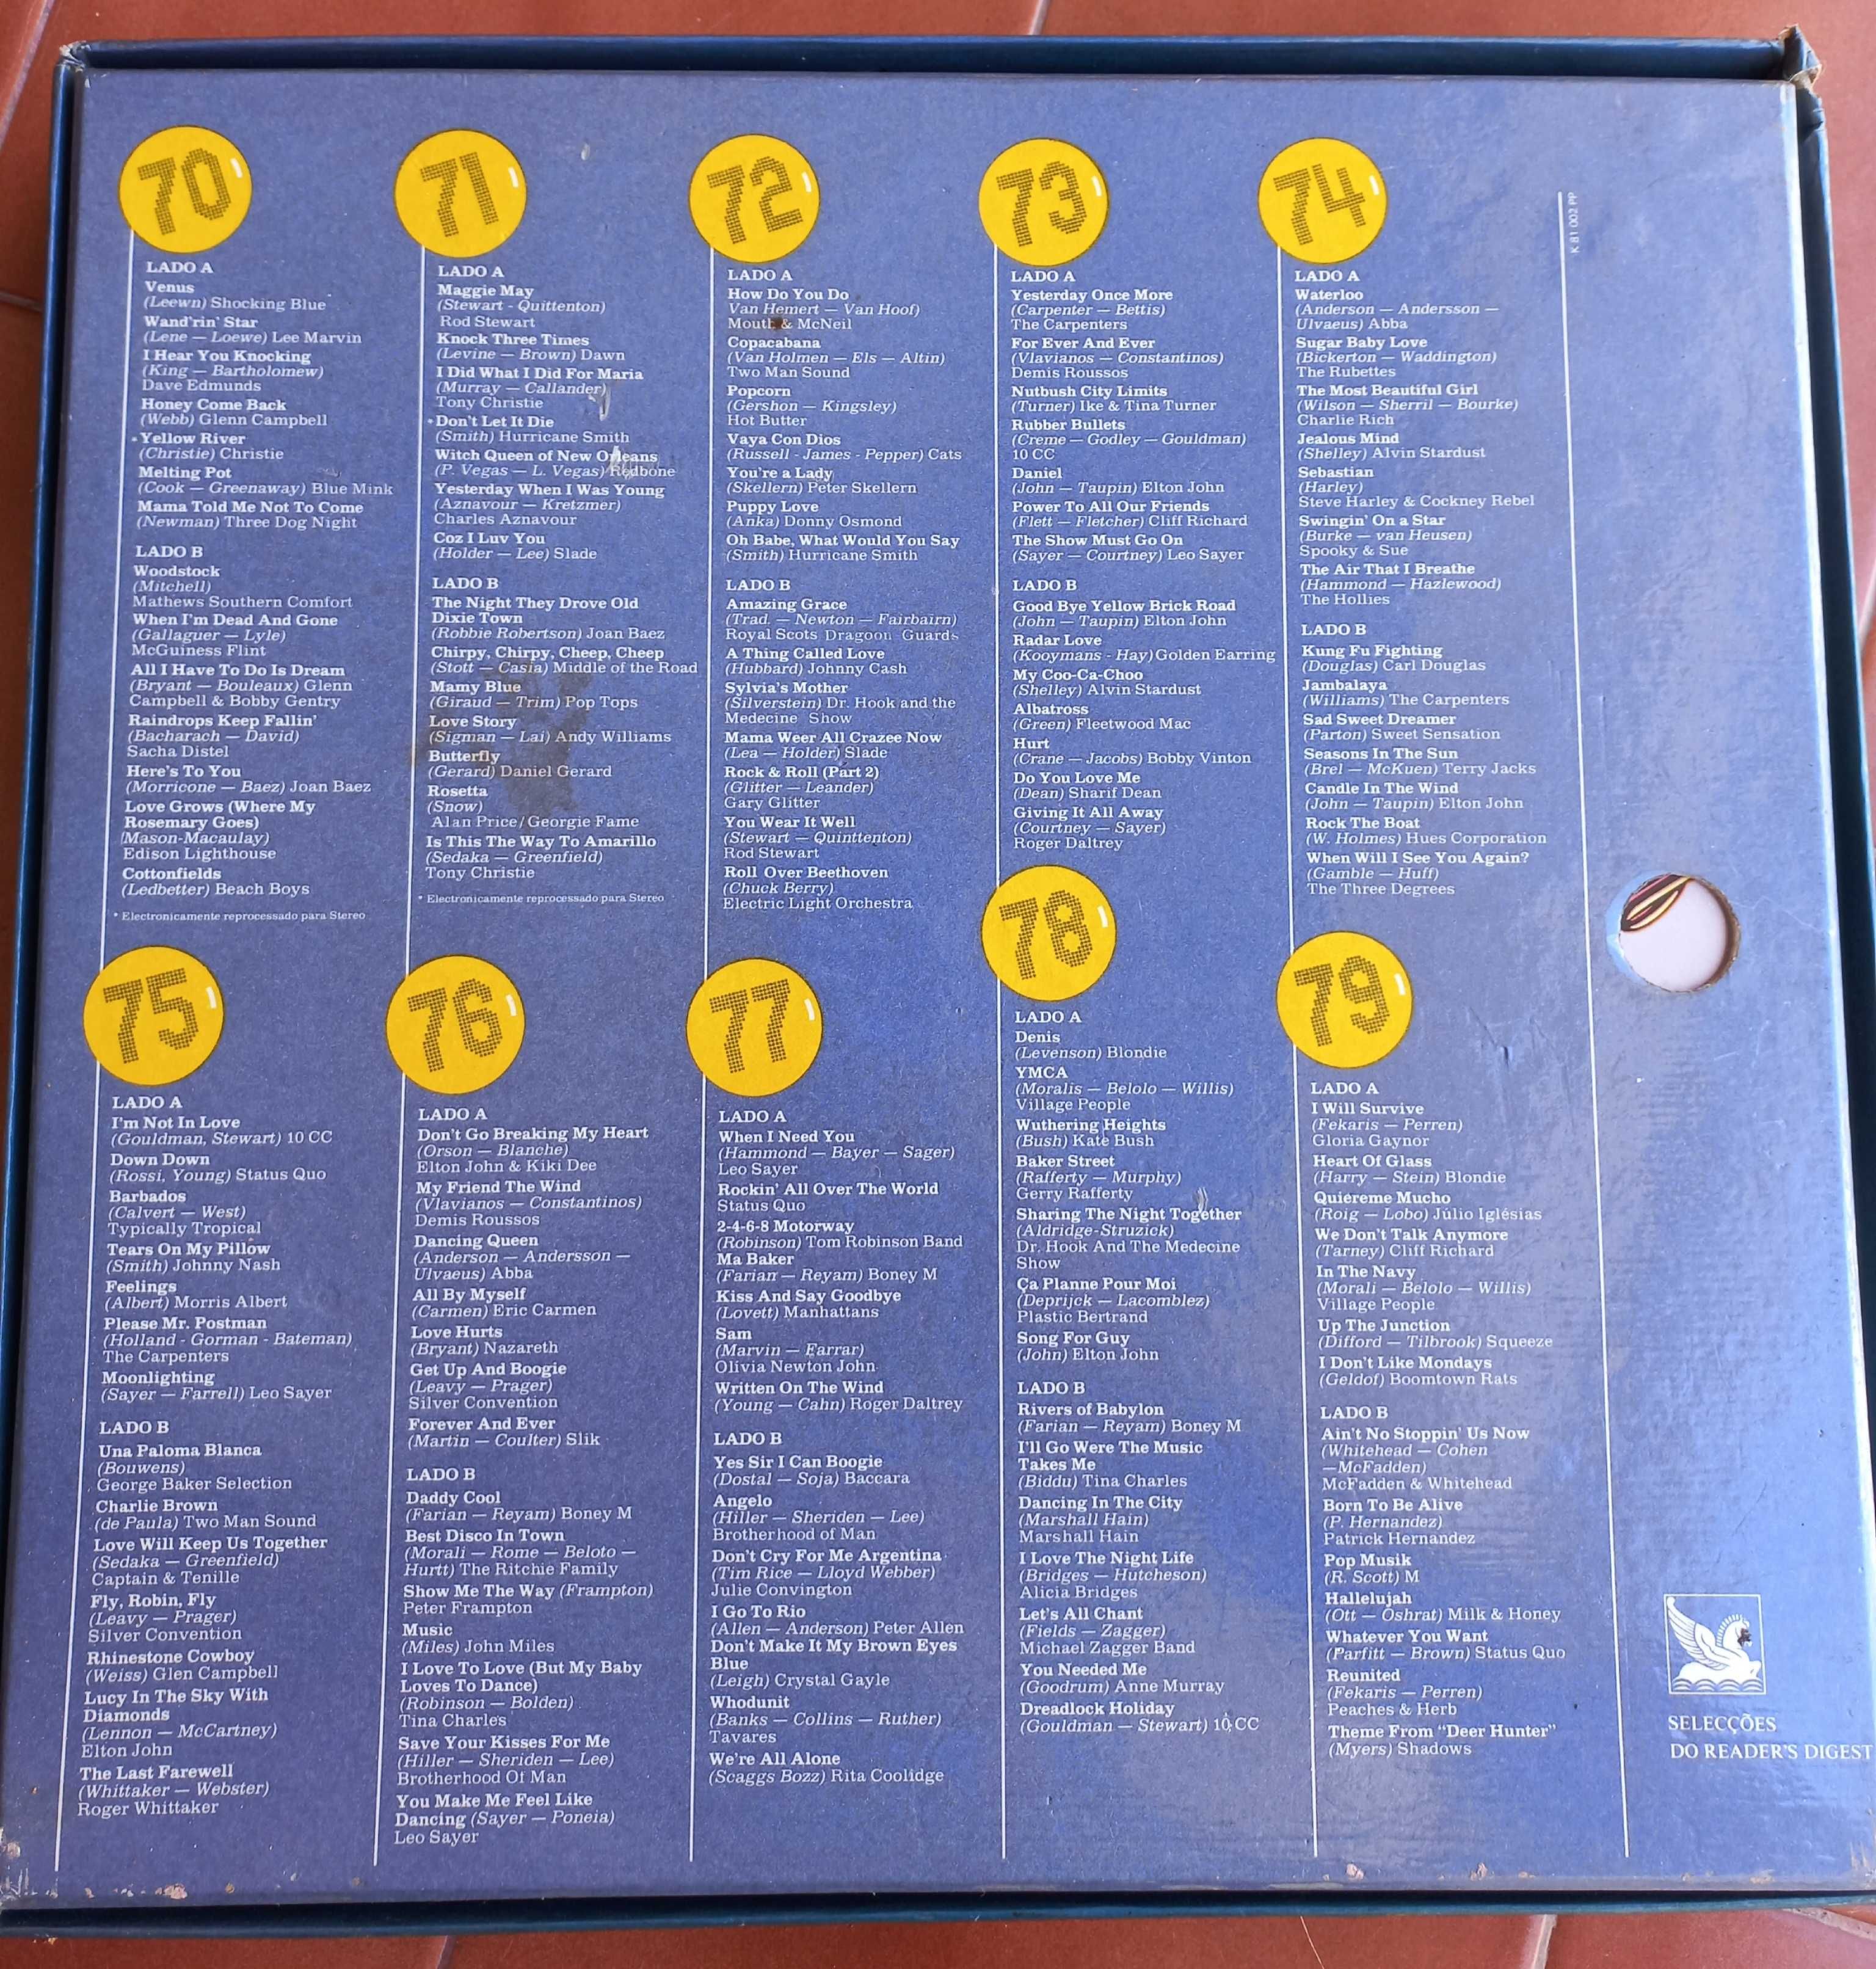 70
LADO A
Venus
(Leewn) Shocking Blue
Wand'rin' Star
(Lene — Loewe) Lee Marvin
I Hear You Knocking
(King — Bartholomew)
Dave Edmunds
Honey Come Back
(Webb) Glenn Campbell
• Yellow River
(Christie) Christie
Melting Pot
(Cook — Greenaway) Blue Mink
Mama Told Me Not To Come
(Newman) Three Dog Night
LADO B
Woodstock
(Mitchell)
Mathews Southern Comfort
When I'm Dead And Gone
(Gallaguer — Lyle)
McGuiness Flint
All I Have To Do Is Dream
(Bryant — Bouleaux) Glenn
Campbell & Bobby Gentry
Raindrops Keep Fallin'
(Bacharach — David)
Sacha Distel
Here's To You
(Morricone — Baez) Joan Baez
Love Grows (Where My
Rosemary Goes)
(Mason-Macaulay)
Edison Lighthouse
Cottonfields
(Ledbetter) Beach Boys
* Electronicamente reprocessado para Stereo
71
LADO A
Maggie May
(Stewart - Quittenton)
Rod Stewart
Knock Three Times
(Levine — Brown) Dawn
I Did What I Did For Maria
(Murray — Callander)
Tony Christie
• Don't Let It Die
(Smith) Hurricane Smith
Witch Queen of New Orleans
(P. Vegas — L. Vegas) Redbone
Yesterday When I Was Young
(Aznavour — Kretzmer)
Charles Aznavour
Coz I Luv You
(Holder — Lee) Slade
LADO B
The Night They Drove Old
Dixie Town
(Robbie Robertson) Joan Baez
Chirpy, Chirpy, Cheep, Cheep
(Stott — Casia) Middle of the Road
Mamy Blue
(Giraud — Trim) Pop Tops
Love Story
(Sigman — Lai) Andy Williams
Butterfly
(Gerard) Daniel Gerard
Rosetta
(Snow)
Alan Price/Georgie Fame
Is This The Way To Amarillo
(Sedaka — Greenfield)
Tony Christie
* Electronicamente reprocessado para Stereo
72
LADO A
How Do You Do
Van Hemert — Van Hoof)
Mouth & McNeil
Copacabana
(Van Holmen — Els — Altin)
Two Man Sound
Popcorn
(Gershon — Kingsley)
Hot Butter
Vaya Con Dios
(Russell - James - Pepper) Cats
You're a Lady
(Skellern) Peter Skellern
Puppy Love
(Anka) Donny Osmond
Oh Babe, What Would You Say
(Smith) Hurricane Smith
LADO B
Amazing Grace
(Trad. — Newton — Fairbairn)
Royal Scots Dragoon Guards
A Thing Called Love
(Hubbard) Johnny Cash
Sylvia's Mother
(Silverstein) Dr. Hook and the
Medecine Show
Mama Weer All Crazee Now
(Lea — Holder) Slade
Rock & Roll (Part 2)
(Glitter — Leander)
Gary Glitter
You Wear It Well
(Stewart — Quinttenton)
Rod Stewart
Roll Over Beethoven
(Chuck Berry)
Electric Light Orchestra
73
LADO A
Yesterday Once More
(Carpenter — Bettis)
The Carpenters
For Ever And Ever
(Vlavianos — Constantinos)
Demis Roussos
Nutbush City Limits
(Turner) Ike & Tina Turner
Rubber Bullets
(Creme — Godley — Gouldman)
10 CC
Daniel
(John — Taupin) Elton John
Power To All Our Friends
(Flett — Fletcher) Cliff Richard
The Show Must Go On
(Sayer — Courtney) Leo Sayer
LADO B
Good Bye Yellow Brick Road
(John — Taupin) Elton John
Radar Love
(Kooymans - Hay) Golden Earring
My Coo-Ca-Choo
(Shelley) Alvin Stardust
Albatross
(Green) Fleetwood Mac
Hurt
(Crane — Jacobs) Bobby Vinton
Do You Love Me
(Dean) Sharif Dean
Giving It All Away
(Courtney — Sayer)
Roger Daltrey
74
LADO A
Waterloo
(Anderson — Andersson —
Ulvaeus) Abba
Sugar Baby Love
(Bickerton — Waddington)
The Rubettes
The Most Beautiful Girl
(Wilson — Sherril — Bourke)
Charlie Rich
Jealous Mind
(Shelley) Alvin Stardust
Sebastian
(Harley)
Steve Harley & Cockney Rebel
Swingin' On a Star
(Burke — van Heusen)
Spooky & Sue
The Air That I Breathe
(Hammond — Hazlewood)
The Hollies
LADO B
Kung Fu Fighting
(Douglas) Carl Douglas
Jambalaya
(Williams) The Carpenters
Sad Sweet Dreamer
(Parton) Sweet Sensation
Seasons In The Sun
(Brel — McKuen) Terry Jacks
Candle In The Wind
(John — Taupin) Elton John
Rock The Boat
(W. Holmes) Hues Corporation
When Will I See You Again?
(Gamble — Huff)
The Three Degrees
K 81 002 PP
75
LADO A
I'm Not In Love
(Gouldman, Stewart) 10 CC
Down Down
(Rossi, Young) Status Quo
Barbados
(Calvert — West)
Typically Tropical
Tears On My Pillow
(Smith) Johnny Nash
Feelings
(Albert) Morris Albert
Please Mr. Postman
(Holland - Gorman - Bateman)
The Carpenters
Moonlighting
(Sayer — Farrell) Leo Sayer
LADO B
Una Paloma Blanca
(Bouwens)
George Baker Selection
Charlie Brown
(de Paula) Two Man Sound
Love Will Keep Us Together
(Sedaka — Greenfield)
Captain & Tenille
Fly, Robin, Fly
(Leavy — Prager)
Silver Convention
Rhinestone Cowboy
(Weiss) Glen Campbell
Lucy In The Sky With
Diamonds
(Lennon — McCartney)
Elton John
The Last Farewell
(Whittaker — Webster)
Roger Whittaker
76
LADO A
Don't Go Breaking My Heart
(Orson — Blanche)
Elton John & Kiki Dee
My Friend The Wind
(Vlavianos — Constantinos)
Demis Roussos
Dancing Queen
(Anderson — Andersson —
Ulvaeus) Abba
All By Myself
(Carmen) Eric Carmen
Love Hurts
(Bryant) Nazareth
Get Up And Boogie
(Leavy — Prager)
Silver Convention
Forever And Ever
(Martin — Coulter) Slik
LADO B
Daddy Cool
(Farian — Reyam) Boney M
Best Disco In Town
(Morali — Rome — Beloto —
Hurtt) The Ritchie Family
Show Me The Way (Frampton)
Peter Frampton
Music
(Miles) John Miles
I Love To Love (But My Baby
Loves To Dance)
(Robinson — Bolden)
Tina Charles
Save Your Kisses For Me
(Hiller — Sheriden — Lee)
Brotherhood Of Man
You Make Me Feel Like
Dancing (Sayer — Poneia)
Leo Sayer
77
LADO A
When I Need You
(Hammond — Bayer — Sager)
Leo Sayer
Rockin' All Over The World
Status Quo
2-4-6-8 Motorway
(Robinson) Tom Robinson Band
Ma Baker
(Farian — Reyam) Boney M
Kiss And Say Goodbye
(Lovett) Manhattans
Sam
(Marvin — Farrar)
Olivia Newton John
Written On The Wind
(Young — Cahn) Roger Daltrey
LADO B
Yes Sir I Can Boogie
(Dostal — Soja) Baccara
Angelo
(Hiller — Sheriden — Lee)
Brotherhood of Man
Don't Cry For Me Argentina
(Tim Rice — Lloyd Webber)
Julie Convington
I Go To Rio
(Allen — Anderson) Peter Allen
Don't Make It My Brown Eyes
Blue
(Leigh) Crystal Gayle
Whodunit
(Banks — Collins — Ruther)
Tavares
We're All Alone
(Scaggs Bozz) Rita Coolidge
78
LADO A
Denis
(Levenson) Blondie
YMCA
(Moralis — Belolo — Willis)
Village People
Wuthering Heights
(Bush) Kate Bush
Baker Street
(Rafferty — Murphy)
Gerry Rafferty
Sharing The Night Together
(Aldridge-Struzick)
Dr. Hook And The Medecine
Show
Ça Planne Pour Moi
(Deprijck — Lacomblez)
Plastic Bertrand
Song For Guy
(John) Elton John
LADO B
Rivers of Babylon
(Farian — Reyam) Boney M
I'll Go Were The Music
Takes Me
(Biddu) Tina Charles
Dancing In The City
(Marshall Hain)
Marshall Hain
I Love The Night Life
(Bridges — Hutcheson)
Alicia Bridges
Let's All Chant
(Fields — Zagger)
Michael Zagger Band
You Needed Me
(Goodrum) Anne Murray
Dreadlock Holiday
(Gouldman — Stewart) 10 CC
79
LADO A
I Will Survive
(Fekaris — Perren)
Gloria Gaynor
Heart Of Glass
(Harry — Stein) Blondie
Quiéreme Mucho
(Roig — Lobo) Júlio Iglésias
We Don't Talk Anymore
(Tarney) Cliff Richard
In The Navy
(Morali — Belolo — Willis)
Village People
Up The Junction
(Difford — Tilbrook) Squeeze
I Don't Like Mondays
(Geldof) Boomtown Rats
LADO B
Ain't No Stoppin' Us Now
(Whitehead — Cohen
—McFadden)
McFadden & Whitehead
Born To Be Alive
(P. Hernandez)
Patrick Hernandez
Pop Musik
(R. Scott) M
Hallelujah
(Ott — Oshrat) Milk & Honey
Whatever You Want
(Parfitt — Brown) Status Quo
Reunited
(Fekaris — Perren)
Peaches & Herb
Theme From "Deer Hunter"
(Myers) Shadows
SELECÇÕES
DO READER'S DIGEST